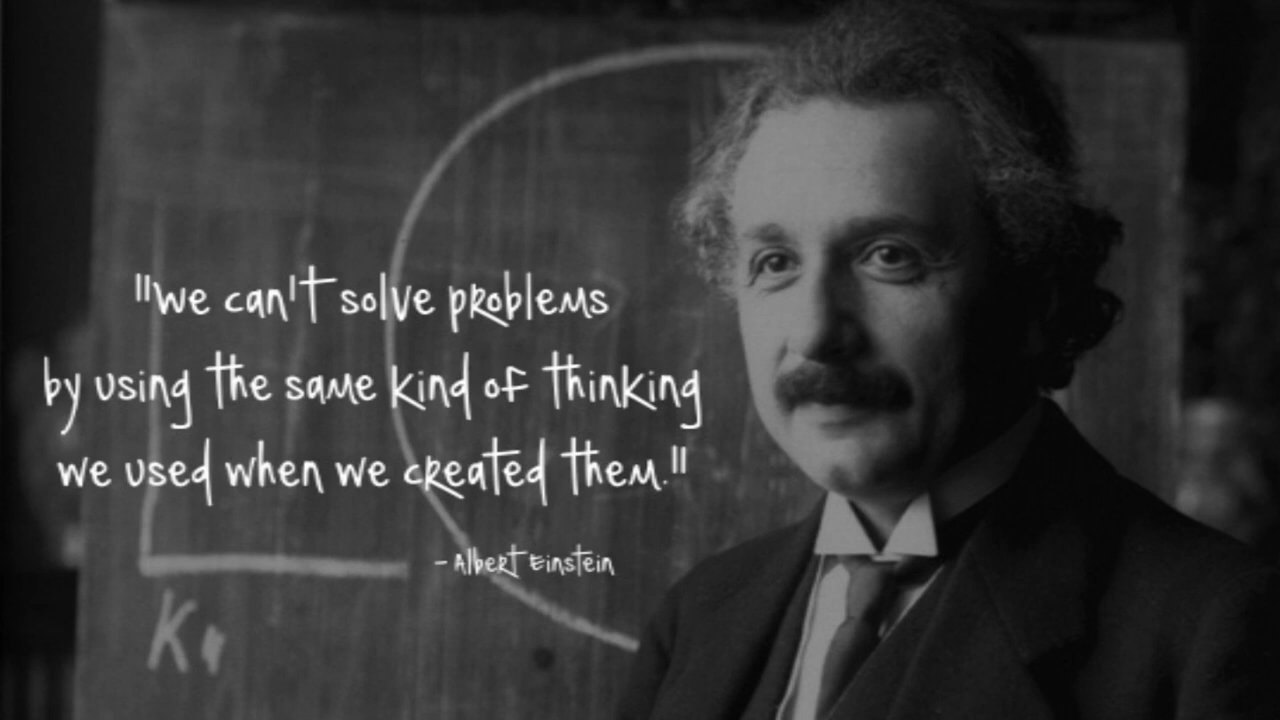 "we can't solve problems
by using the same kind of thinking
we used when we created them."
- Albert Einstein
K